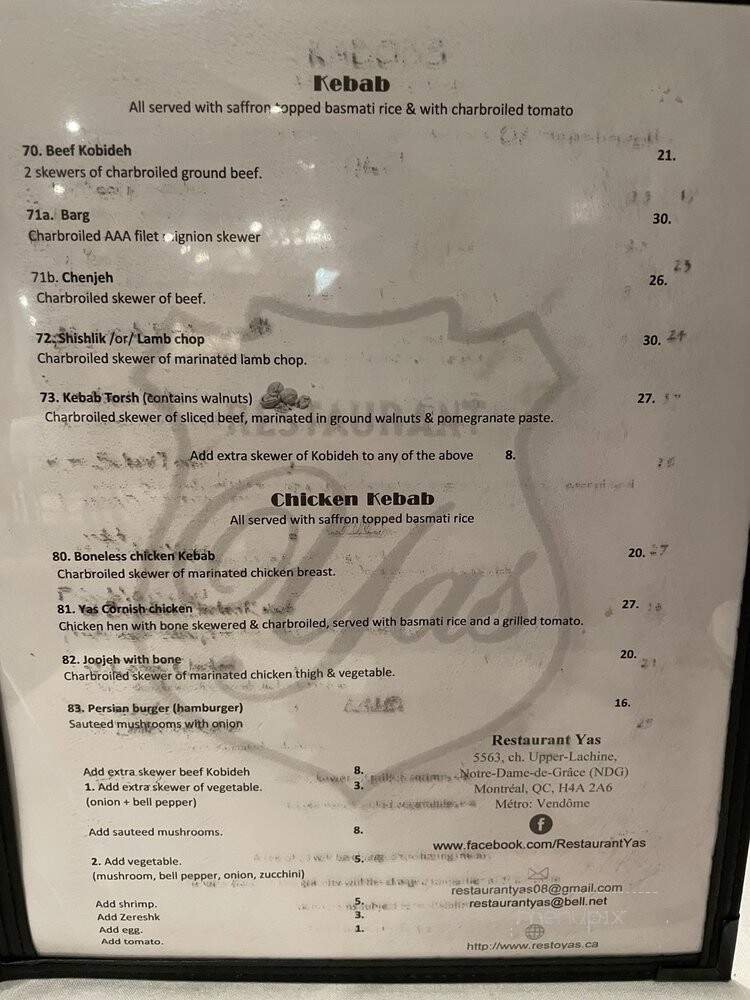 Kebab
All served with saffron topped basmati rice & with charbroiled tomato
70. Beef Kobideh 21.
2 skewers of charbroiled ground beef.
71a. Barg 30.
Charbroiled AAA filet mignion skewer
71b. Chenjeh 26.
Charbroiled skewer of beef.
72. Shishlik /or/ Lamb chop 30.
Charbroiled skewer of marinated lamb chop.
73. Kebab Torsh (contains walnuts) 27.
Charbroiled skewer of sliced beef, marinated in ground walnuts & pomegranate paste.
Add extra skewer of Kobideh to any of the above 8.
Chicken Kebab
All served with saffron topped basmati rice
80. Boneless chicken Kebab 20.
Charbroiled skewer of marinated chicken breast.
81. Yas Cornish chicken 27.
Chicken hen with bone skewered & charbroiled, served with basmati rice and a grilled tomato.
82. Joojeh with bone 20.
Charbroiled skewer of marinated chicken thigh & vegetable.
83. Persian burger (hamburger) 16.
Sauteed mushrooms with onion
Add extra skewer beef Kobideh 8.
1. Add extra skewer of vegetable. 3.
(onion + bell pepper)
Add sauteed mushrooms. 8.
2. Add vegetable. 5.
(mushroom, bell pepper, onion, zucchini)
Add shrimp. 5.
Add Zereshk 3.
Add egg. 1.
Add tomato.
Restaurant Yas
5563, ch. Upper-Lachine,
Notre-Dame-de-Grâce (NDG)
Montréal, QC, H4A 2A6
Métro: Vendôme
f
www.facebook.com/RestaurantYas
restaurantyas08@gmail.com
restaurantyas@bell.net
http://www.restoyas.ca
RESTAURANT
Yas